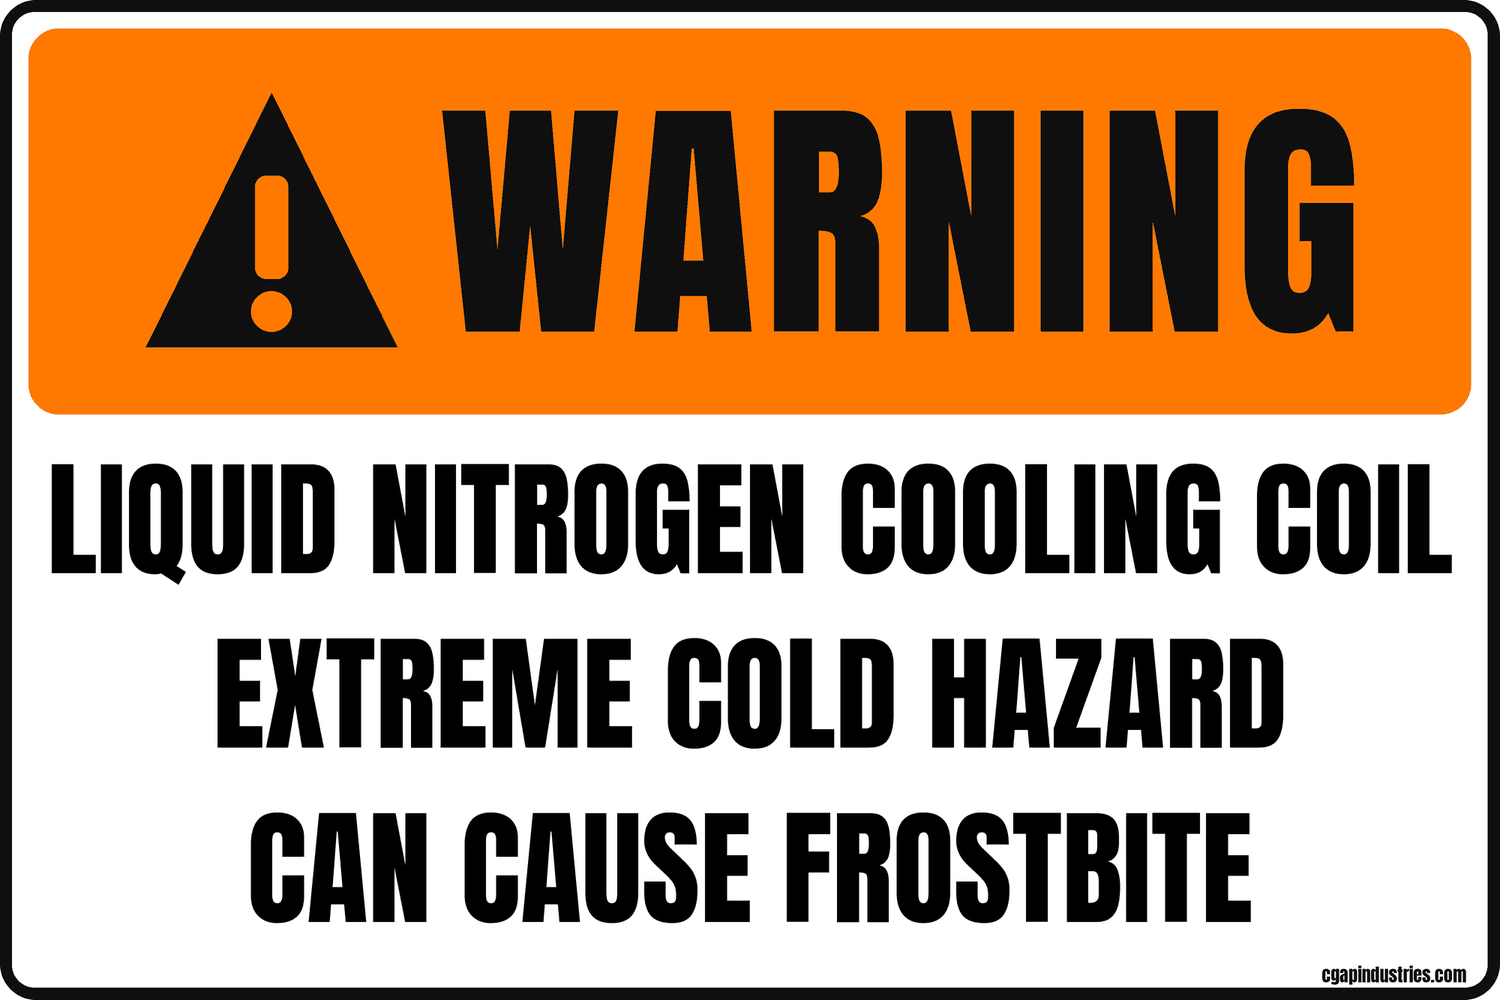 WARNING
LIQUID NITROGEN COOLING COIL
EXTREME COLD HAZARD
CAN CAUSE FROSTBITE
cgapindustries.com